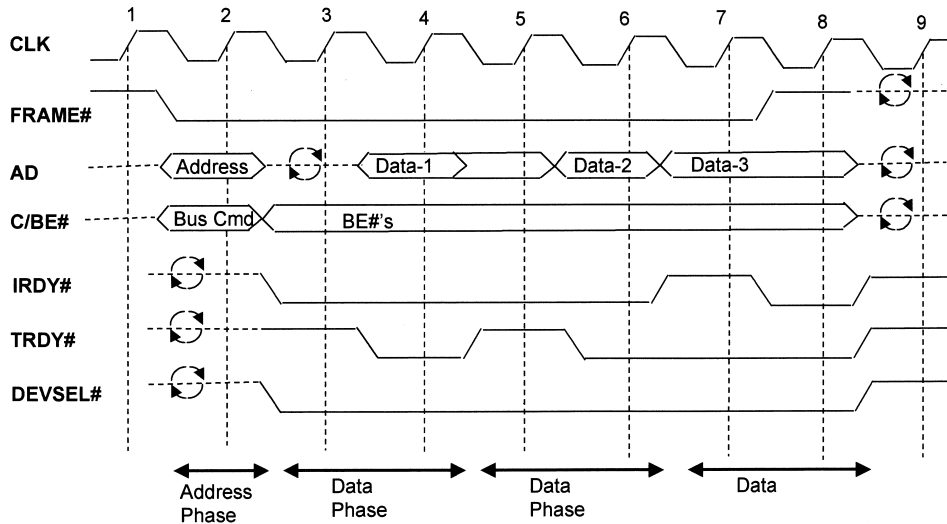 1 2 3 4 5 6 7 8 9
CLK
FRAME#
AD Address Data-1 Data-2 Data-3
C/BE# Bus Cmd BE#'s
IRDY#
TRDY#
DEVSEL#
Address Phase
Data Phase
Data Phase
Data